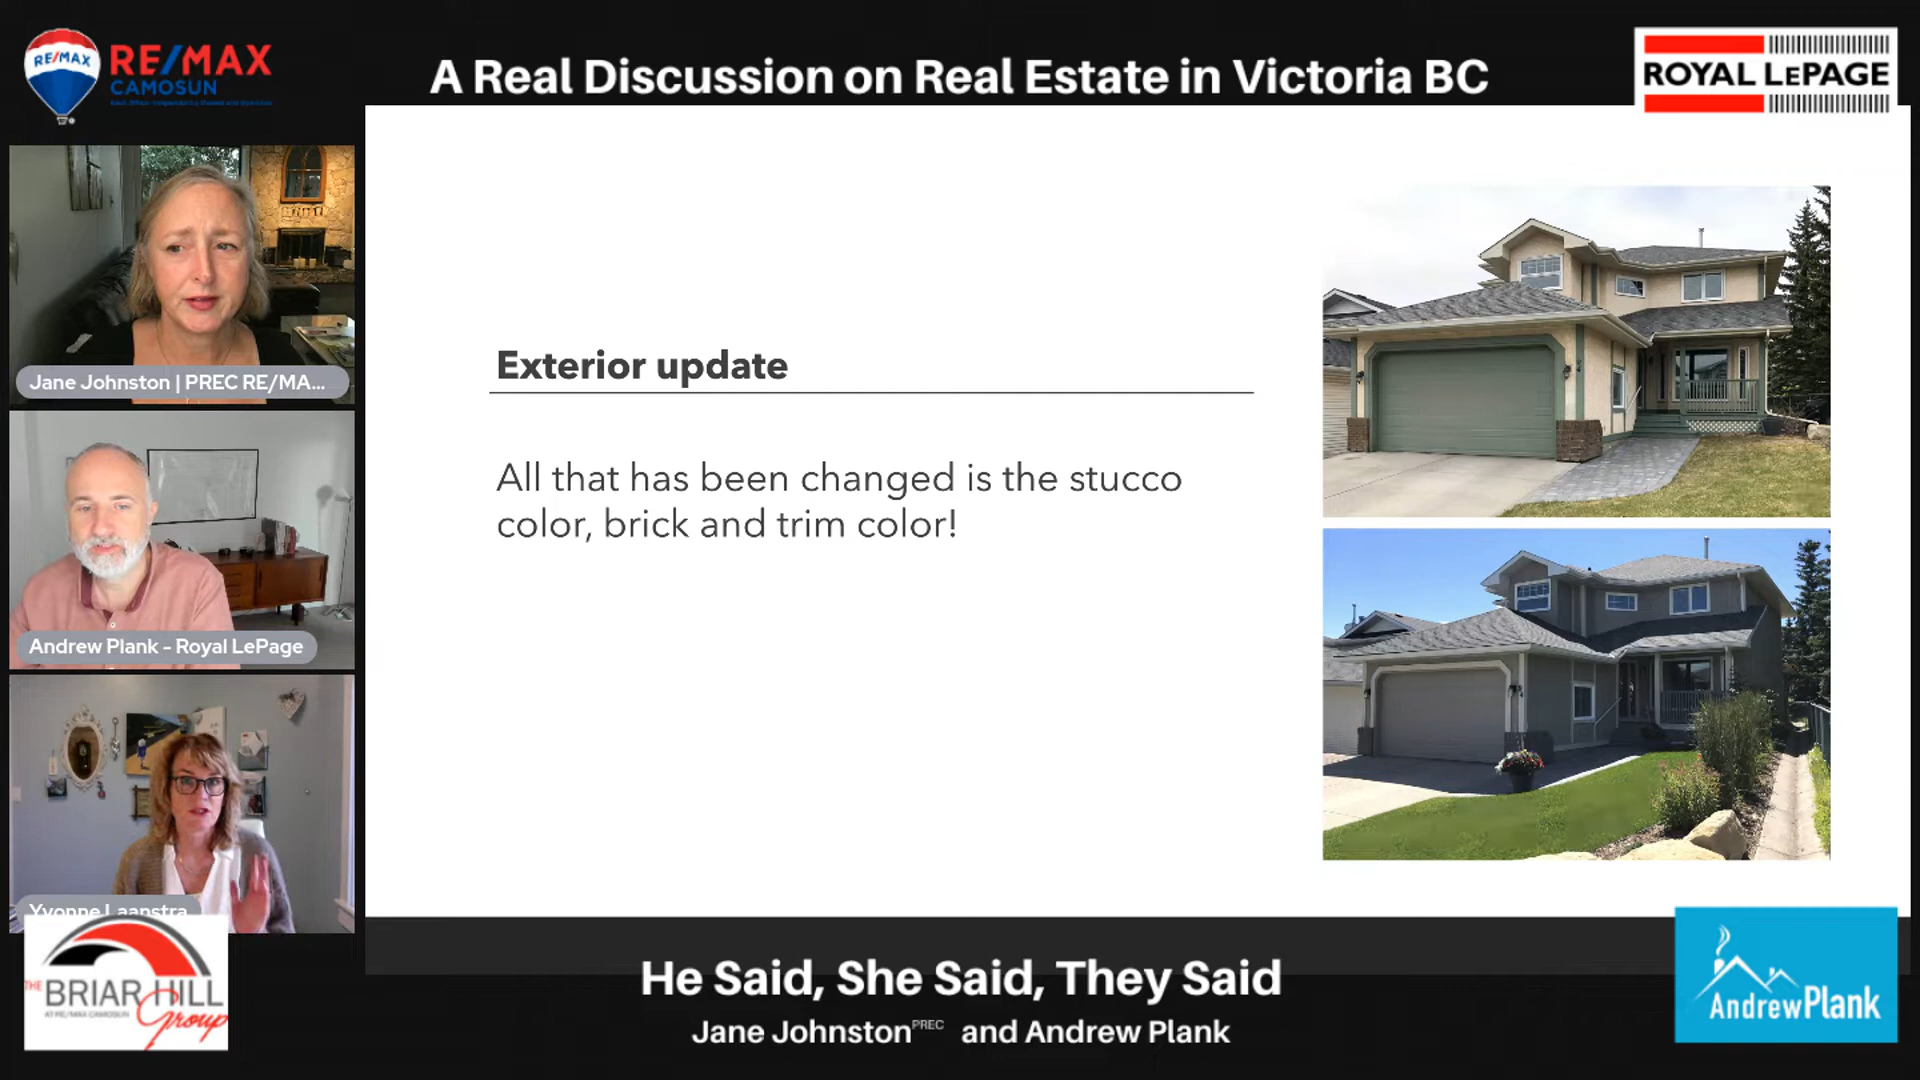 RE/MAX
RE/MAX
CAMOSUN
A Real Discussion on Real Estate in Victoria BC
ROYAL LEPAGE
Jane Johnston | PREC RE/MA...
Exterior update
All that has been changed is the stucco
color, brick and trim color!
Andrew Plank - Royal LePage
Yvonne Laanstra
THE
BRIAR HILL
AT RE/MAX CAMOSUN
Group
He Said, She Said, They Said
Jane Johnston PREC and Andrew Plank
AndrewPlank